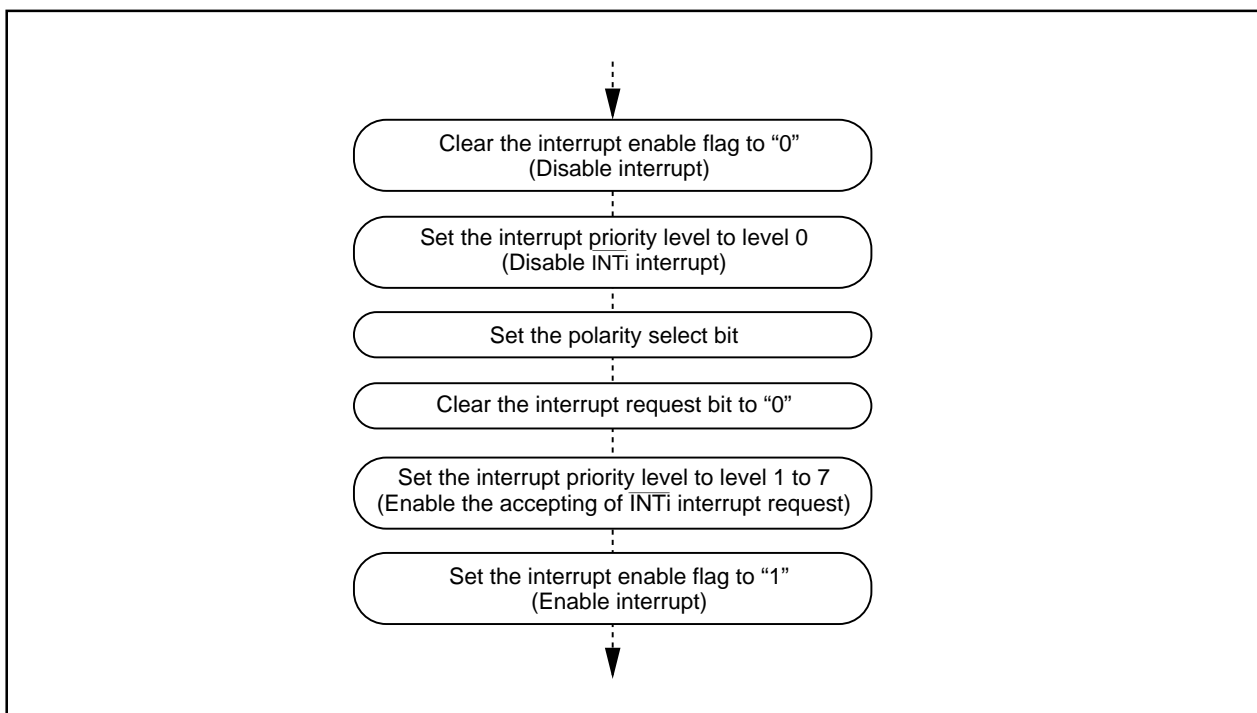 Clear the interrupt enable flag to “0”
(Disable interrupt)
Set the interrupt priority level to level 0
(Disable INTi interrupt)
Set the polarity select bit
Clear the interrupt request bit to “0”
Set the interrupt priority level to level 1 to 7
(Enable the accepting of INTi interrupt request)
Set the interrupt enable flag to “1”
(Enable interrupt)